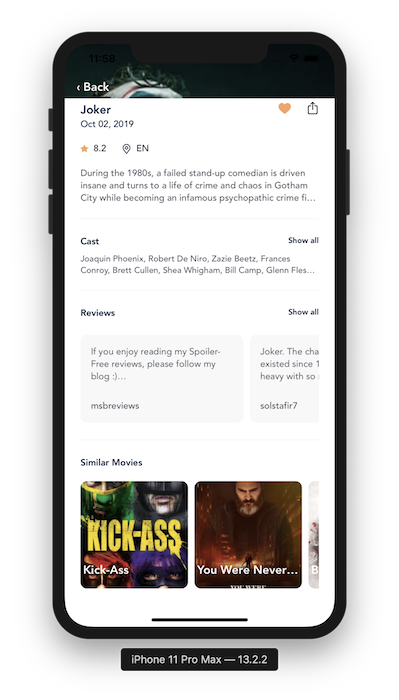 11:58
‹ Back
Joker
Oct 02, 2019
8.2 EN
During the 1980s, a failed stand-up comedian is driven
insane and turns to a life of crime and chaos in Gotham
City while becoming an infamous psychopathic crime fi...
Cast Show all
Joaquin Phoenix, Robert De Niro, Zazie Beetz, Frances
Conroy, Brett Cullen, Shea Whigham, Bill Camp, Glenn Fles...
Reviews Show all
If you enjoy reading my Spoiler-
Free reviews, please follow my
blog :)...
msbreviews
Joker. The cha
existed since 1
heavy with so
solstafir7
Similar Movies
KICK-ASS
Kick-Ass
You Were Never...
YOU WERE
B
iPhone 11 Pro Max — 13.2.2